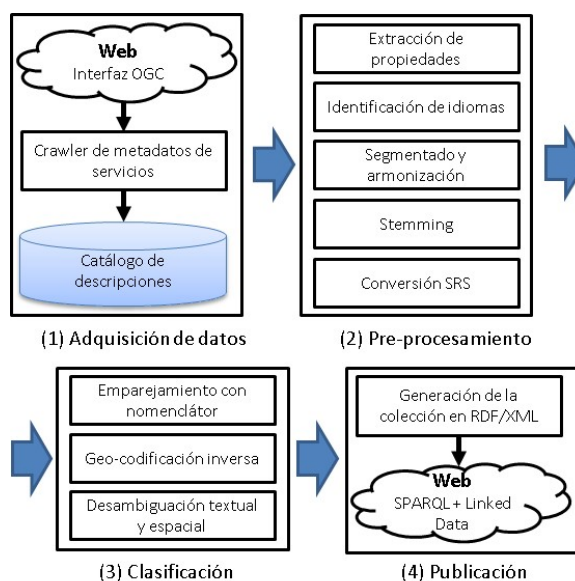 Web
Interfaz OGC
Crawler de metadatos de
servicios
Catálogo de
descripciones
(1) Adquisición de datos
Extracción de
propiedades
Identificación de idiomas
Segmentado y
armonización
Stemming
Conversión SRS
(2) Pre-procesamiento
Emparejamiento con
nomenclátor
Geo-codificación inversa
Desambiguación textual
y espacial
(3) Clasificación
Generación de la
colección en RDF/XML
Web
SPARQL + Linked
Data
(4) Publicación